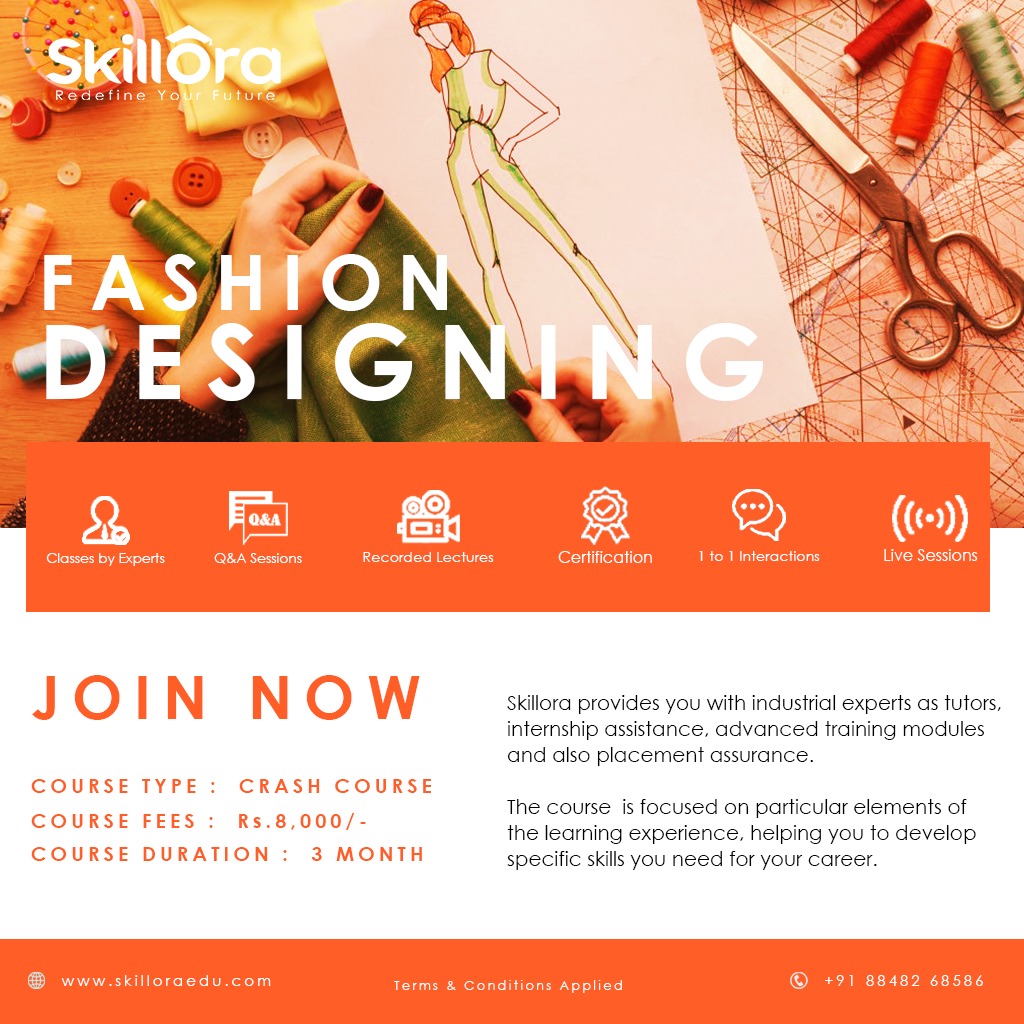 SkillOra
Redefine Your Future
FASHION
DESIGNING
Q&A
Classes by Experts
Q&A Sessions
Recorded Lectures
Certification
1 to 1 Interactions
Live Sessions
JOIN NOW
COURSE TYPE : CRASH COURSE
COURSE FEES : Rs.8,000/-
COURSE DURATION : 3 MONTH
Skillora provides you with industrial experts as tutors,
internship assistance, advanced training modules
and also placement assurance.
The course is focused on particular elements of
the learning experience, helping you to develop
specific skills you need for your career.
www.skilloraedu.com
Terms & Conditions Applied
+91 88482 68586